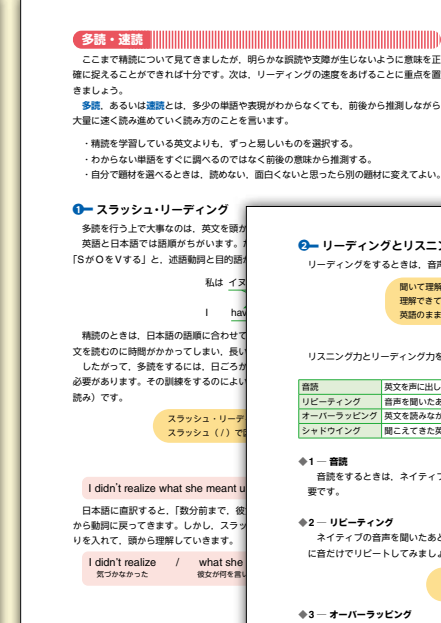 多読・速読
ここまで精読について見てきましたが，明らかな誤読や支障が生じないように意味を正
確に捉えることができれば十分です。次は，リーディングの速度をあげることに重点を置
きましょう。
多読，あるいは速読とは，多少の単語や表現がわからなくても，前後から推測しながら
大量に速く読み進めていく読み方のことを言います。
・精読を学習している英文よりも，ずっと易しいものを選択する。
・わからない単語をすぐに調べるのではなく前後の意味から推測する。
・自分で題材を選べるときは，読めない，面白くないと思ったら別の題材に変えてよい。
❶ スラッシュ・リーディング
多読を行う上で大事なのは，英文を頭か
英語と日本語では語順がちがいます。
「SがOをVする」と，述語動詞と目的語
私は イヌ
I hav
精読のときは，日本語の語順に合わせて
文を読むのに時間がかかってしまい，長い
したがって，多読をするには，日ごろか
必要があります。その訓練をするのによい
読み）です。
スラッシュ・リーデ
スラッシュ（/）で
I didn't realize what she meant u
日本語に直訳すると，「数分前まで，彼
から動詞に戻ってきます。しかし，スラッ
りを入れて，頭から理解していきます。
I didn't realize / what she
気づかなかった 彼女が何を言い
❷ リーディングとリスニン
リーディングをするときは，音声
聞いて理解
理解できて
英語のまま
リスニング力とリーディング力を
音読 英文を声に出し
リピーティング 音声を聞いたあ
オーバーラッピング 英文を読みなが
シャドウイング 聞こえてきた英
◆1 ― 音読
音読をするときは，ネイティブ
要です。
◆2 ― リピーティング
ネイティブの音声を聞いたあと
に音だけでリピートしてみましょ
◆3 ― オーバーラッピング